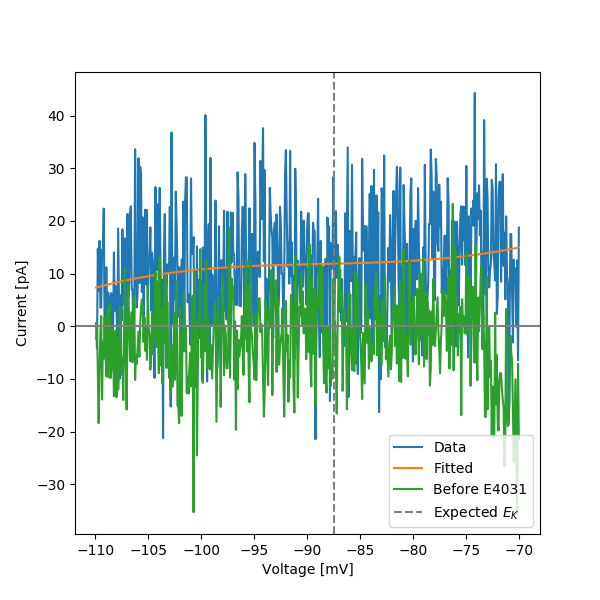 Current [pA]
40
30
20
10
0
−10
−20
−30
−110
−105
−100
−95
−90
−85
−80
−75
−70
Voltage [mV]
Data
Fitted
Before E4031
Expected E_K